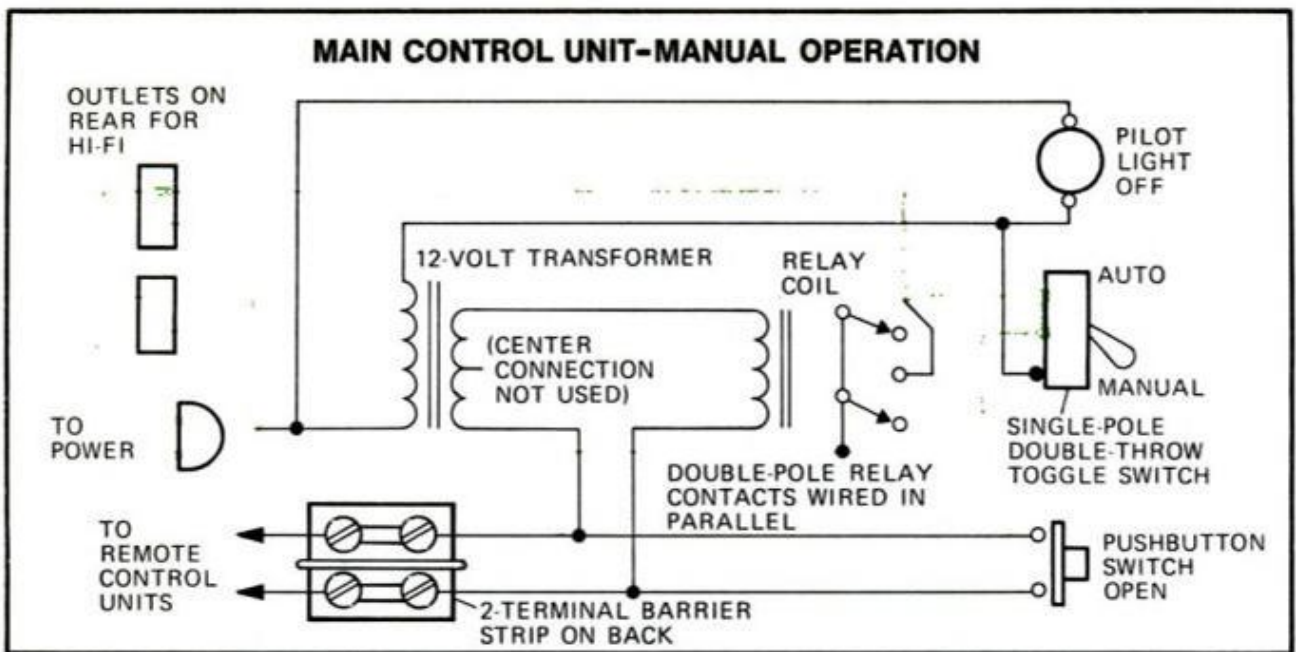 MAIN CONTROL UNIT-MANUAL OPERATION
OUTLETS ON
REAR FOR
HI-FI
PILOT
LIGHT
OFF
12-VOLT TRANSFORMER
RELAY
COIL
AUTO
(CENTER
CONNECTION
NOT USED)
MANUAL
TO
POWER
SINGLE-POLE
DOUBLE-THROW
TOGGLE SWITCH
DOUBLE-POLE RELAY
CONTACTS WIRED IN
PARALLEL
TO
REMOTE
CONTROL
UNITS
PUSHBUTTON
SWITCH
OPEN
2-TERMINAL BARRIER
STRIP ON BACK